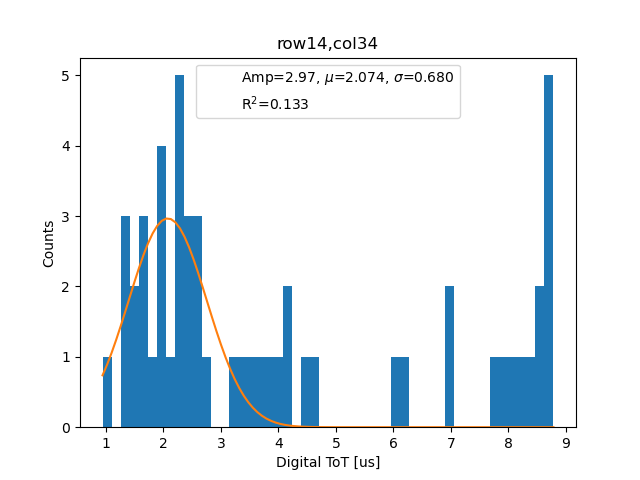 row14,col34
Amp=2.97, μ=2.074, σ=0.680
R²=0.133
Counts
5
4
3
2
1
0
1 2 3 4 5 6 7 8 9
Digital ToT [us]